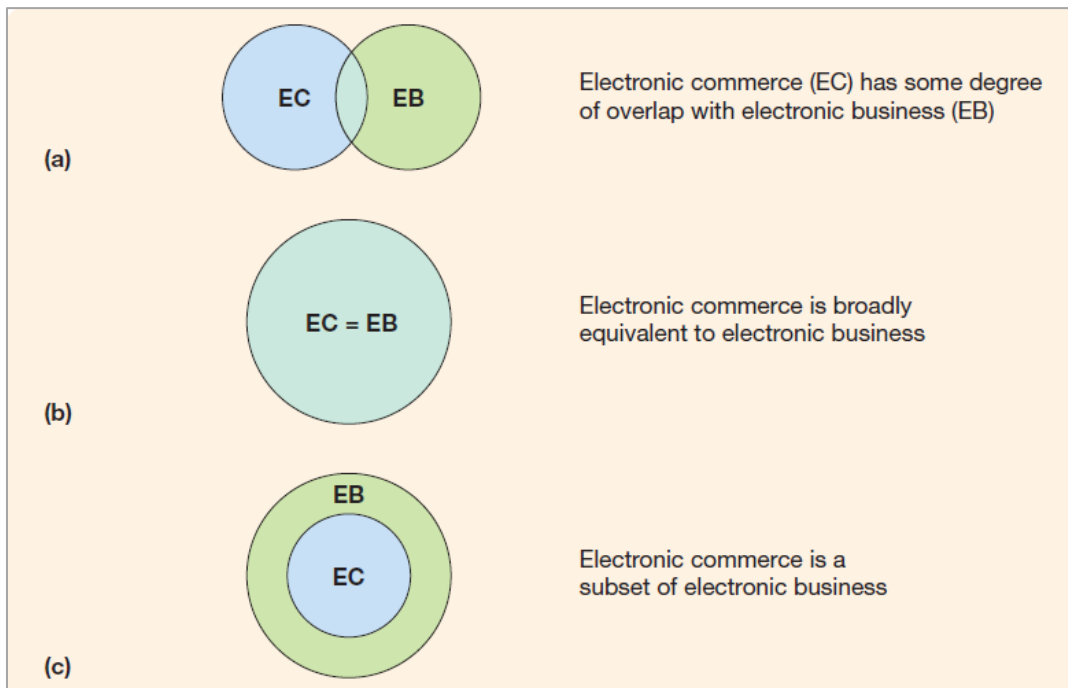 EC EB
Electronic commerce (EC) has some degree
of overlap with electronic business (EB)
(a)
EC = EB
Electronic commerce is broadly
equivalent to electronic business
(b)
EB
EC
Electronic commerce is a
subset of electronic business
(c)